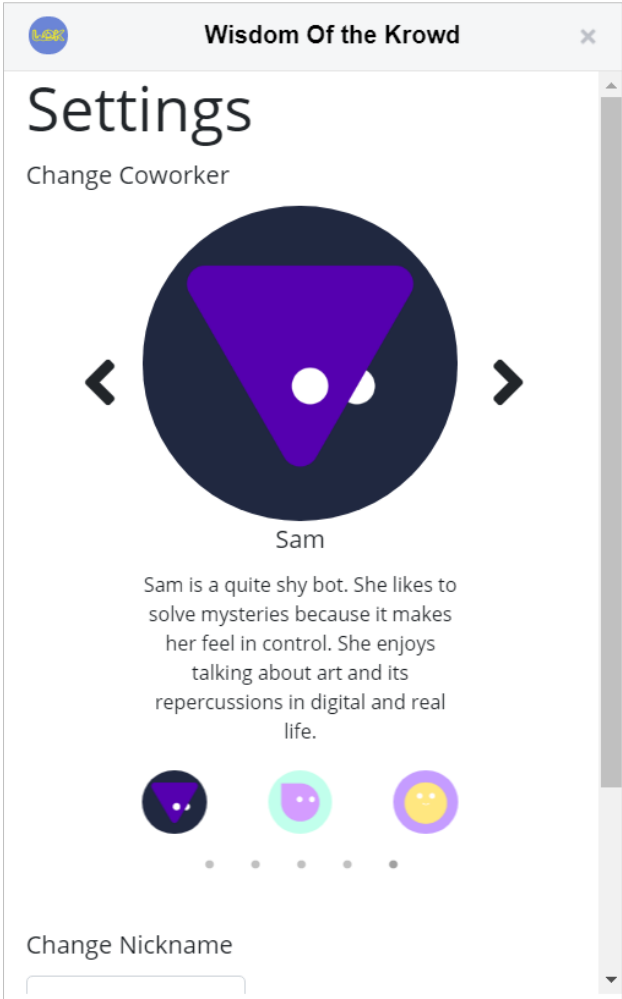 LOK
Wisdom Of the Krowd
×
Settings
Change Coworker
Sam
Sam is a quite shy bot. She likes to
solve mysteries because it makes
her feel in control. She enjoys
talking about art and its
repercussions in digital and real
life.
Change Nickname